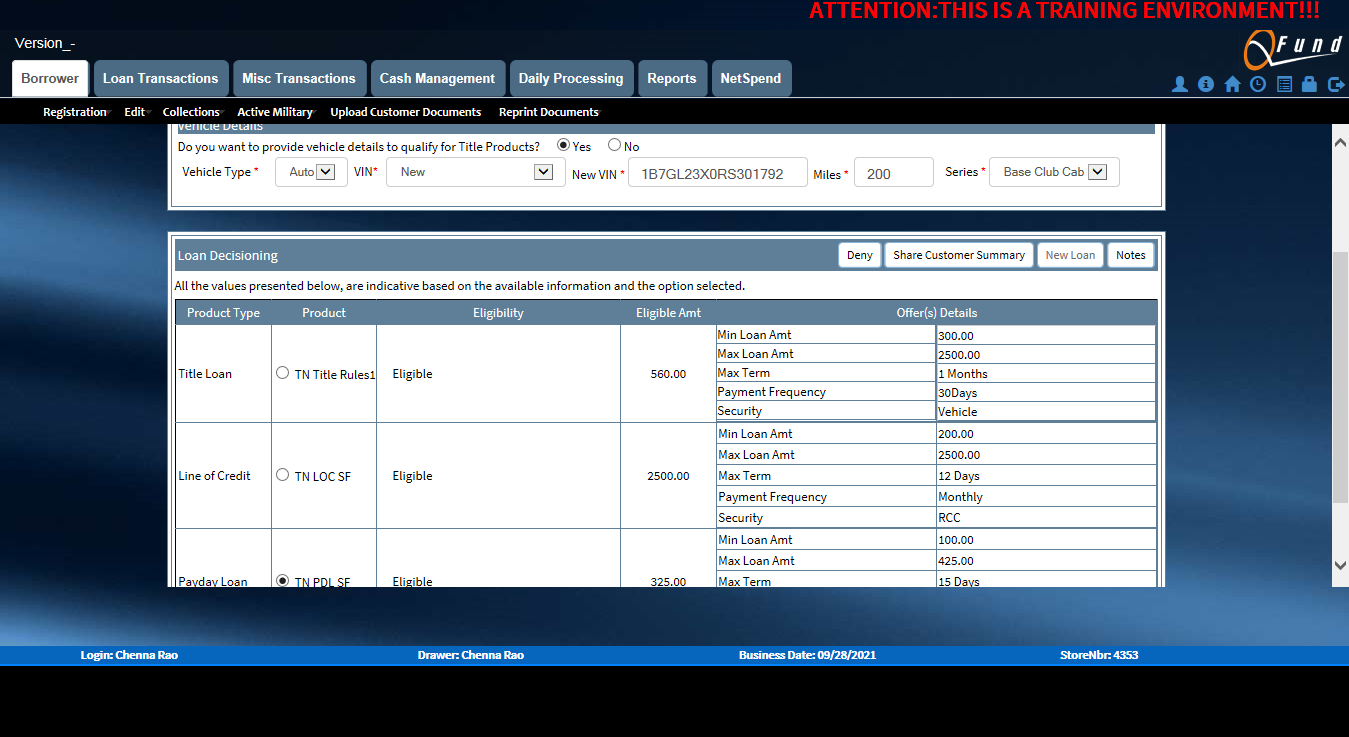 ATTENTION:THIS IS A TRAINING ENVIRONMENT!!!
Version_-
QFund
Borrower Loan Transactions Misc Transactions Cash Management Daily Processing Reports NetSpend
Registration Edit Collections Active Military Upload Customer Documents Reprint Documents
Vehicle Details
Do you want to provide vehicle details to qualify for Title Products? Yes No
Vehicle Type * Auto VIN* New New VIN * 1B7GL23X0RS301792 Miles * 200 Series * Base Club Cab
Loan Decisioning Deny Share Customer Summary New Loan Notes
All the values presented below, are indicative based on the available information and the option selected.
Product Type Product Eligibility Eligible Amt Offer(s) Details
Min Loan Amt 300.00
Max Loan Amt 2500.00
Title Loan TN Title Rules1 Eligible 560.00 Max Term 1 Months
Payment Frequency 30Days
Security Vehicle
Min Loan Amt 200.00
Max Loan Amt 2500.00
Line of Credit TN LOC SF Eligible 2500.00 Max Term 12 Days
Payment Frequency Monthly
Security RCC
Min Loan Amt 100.00
Max Loan Amt 425.00
Payday Loan TN PDL SF Eligible 325.00 Max Term 15 Days
Login: Chenna Rao Drawer: Chenna Rao Business Date: 09/28/2021 StoreNbr: 4353